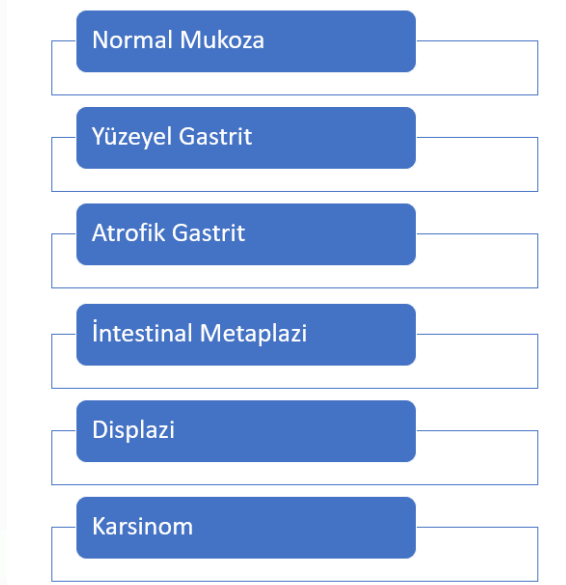 Normal Mukoza
Yüzeyel Gastrit
Atrofik Gastrit
İntestinal Metaplazi
Displazi
Karsinom